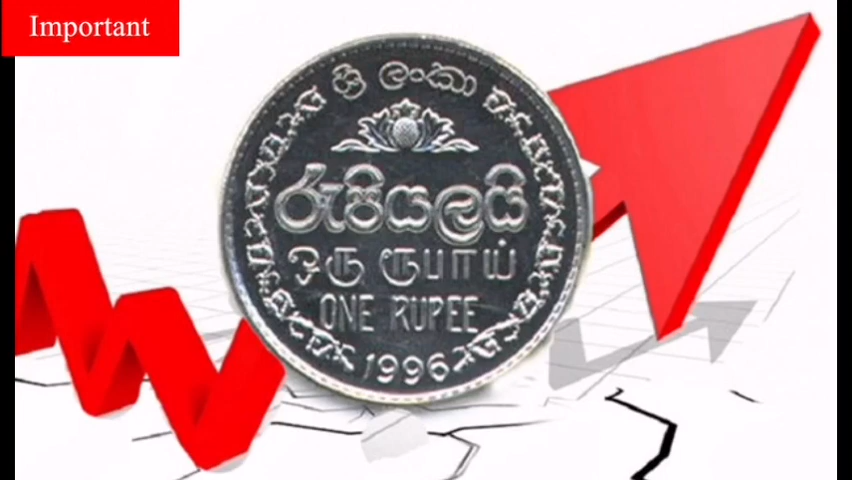 Important
ශ්‍රී ලංකා
රුපියලයි
ஒரு ரூபாய்
ONE RUPEE
1996